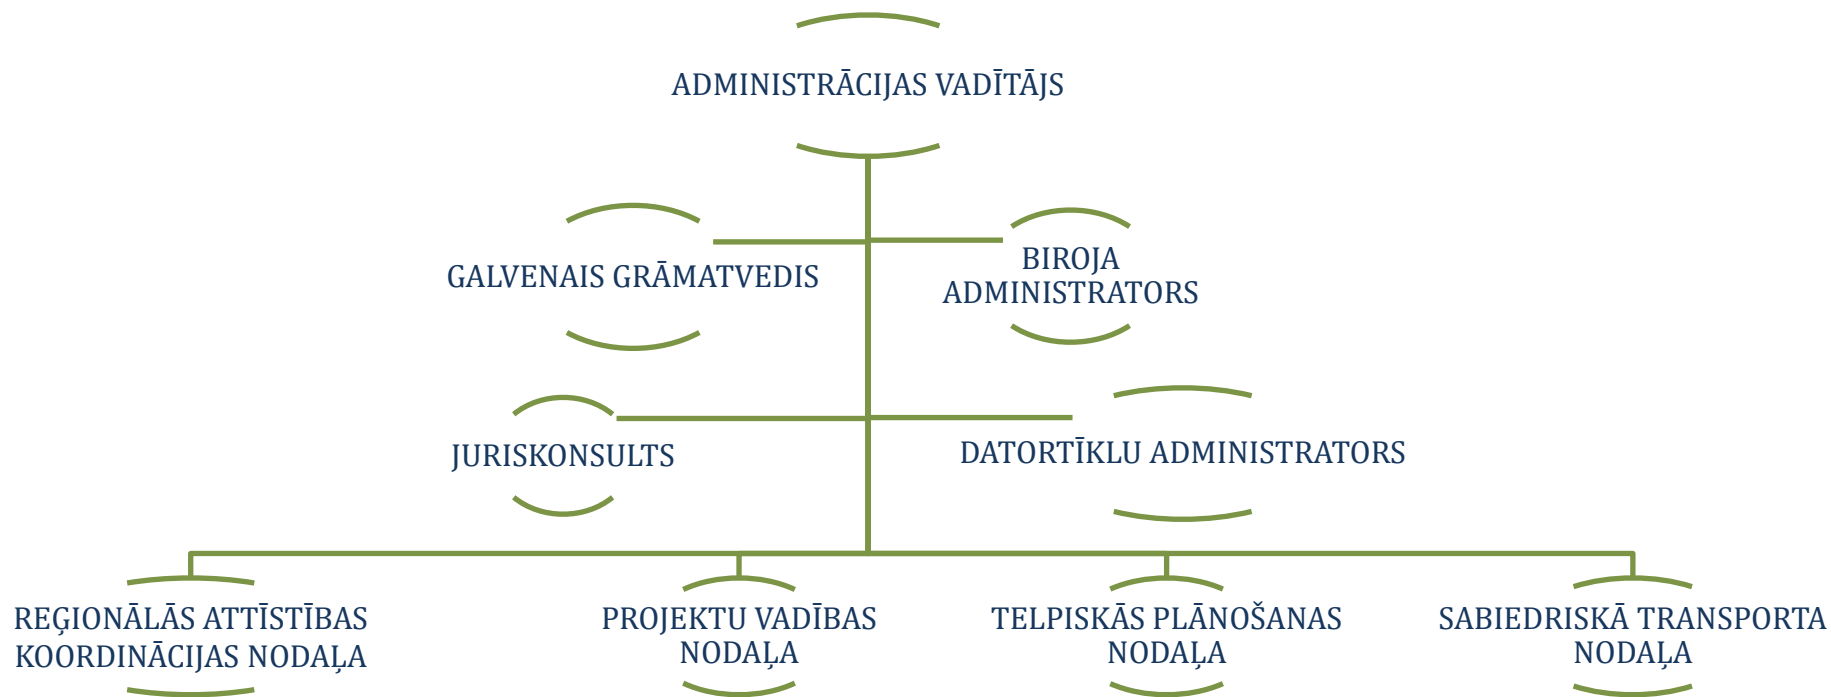 ADMINISTRĀCIJAS VADĪTĀJS
GALVENAIS GRĀMATVEDIS
BIROJA
ADMINISTRATORS
JURISKONSULTS
DATORTĪKLU ADMINISTRATORS
REĢIONĀLĀS ATTĪSTĪBAS
KOORDINĀCIJAS NODAĻA
PROJEKTU VADĪBAS
NODAĻA
TELPISKĀS PLĀNOŠANAS
NODAĻA
SABIEDRISKĀ TRANSPORTA
NODAĻA